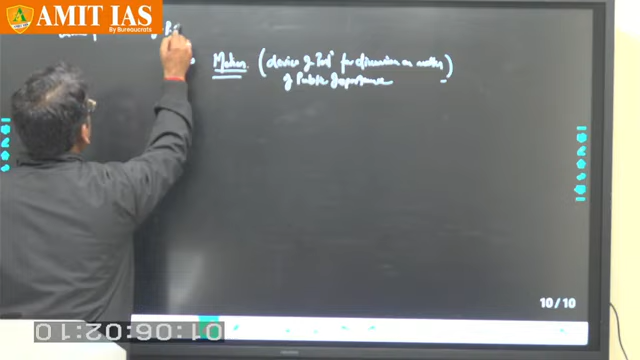 AMIT IAS
By Bureaucrats
Motion (device of Parl for discussion on matters
of Public Importance)
10/10
01:06:02:10